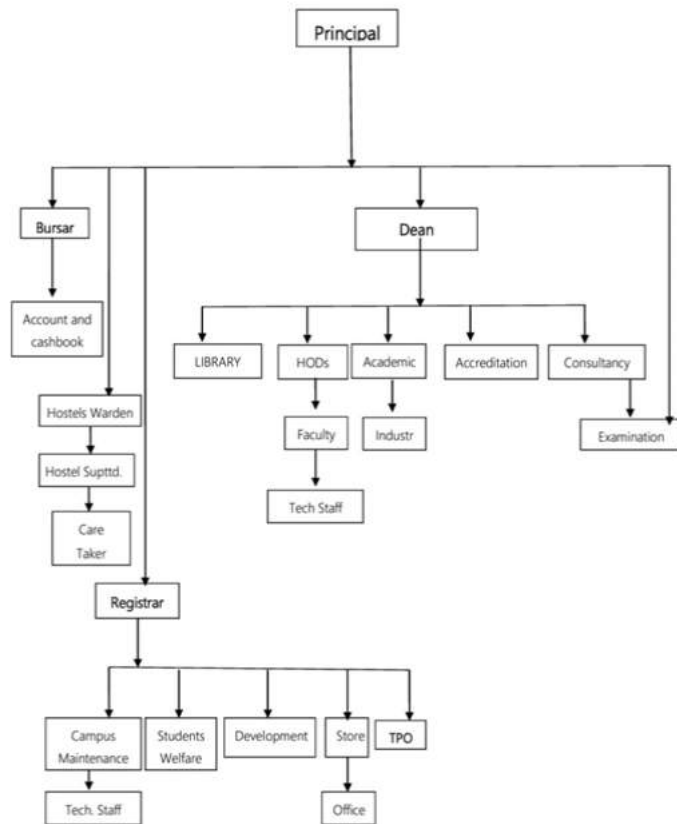 Principal
Bursar
Dean
Account and
cashbook
LIBRARY
HODs
Academic
Accreditation
Consultancy
Hostels Warden
Faculty
Industr
Examination
Hostel Supttd.
Tech Staff
Care
Taker
Registrar
Campus
Maintenance
Students
Welfare
Development
Store
TPO
Tech. Staff
Office